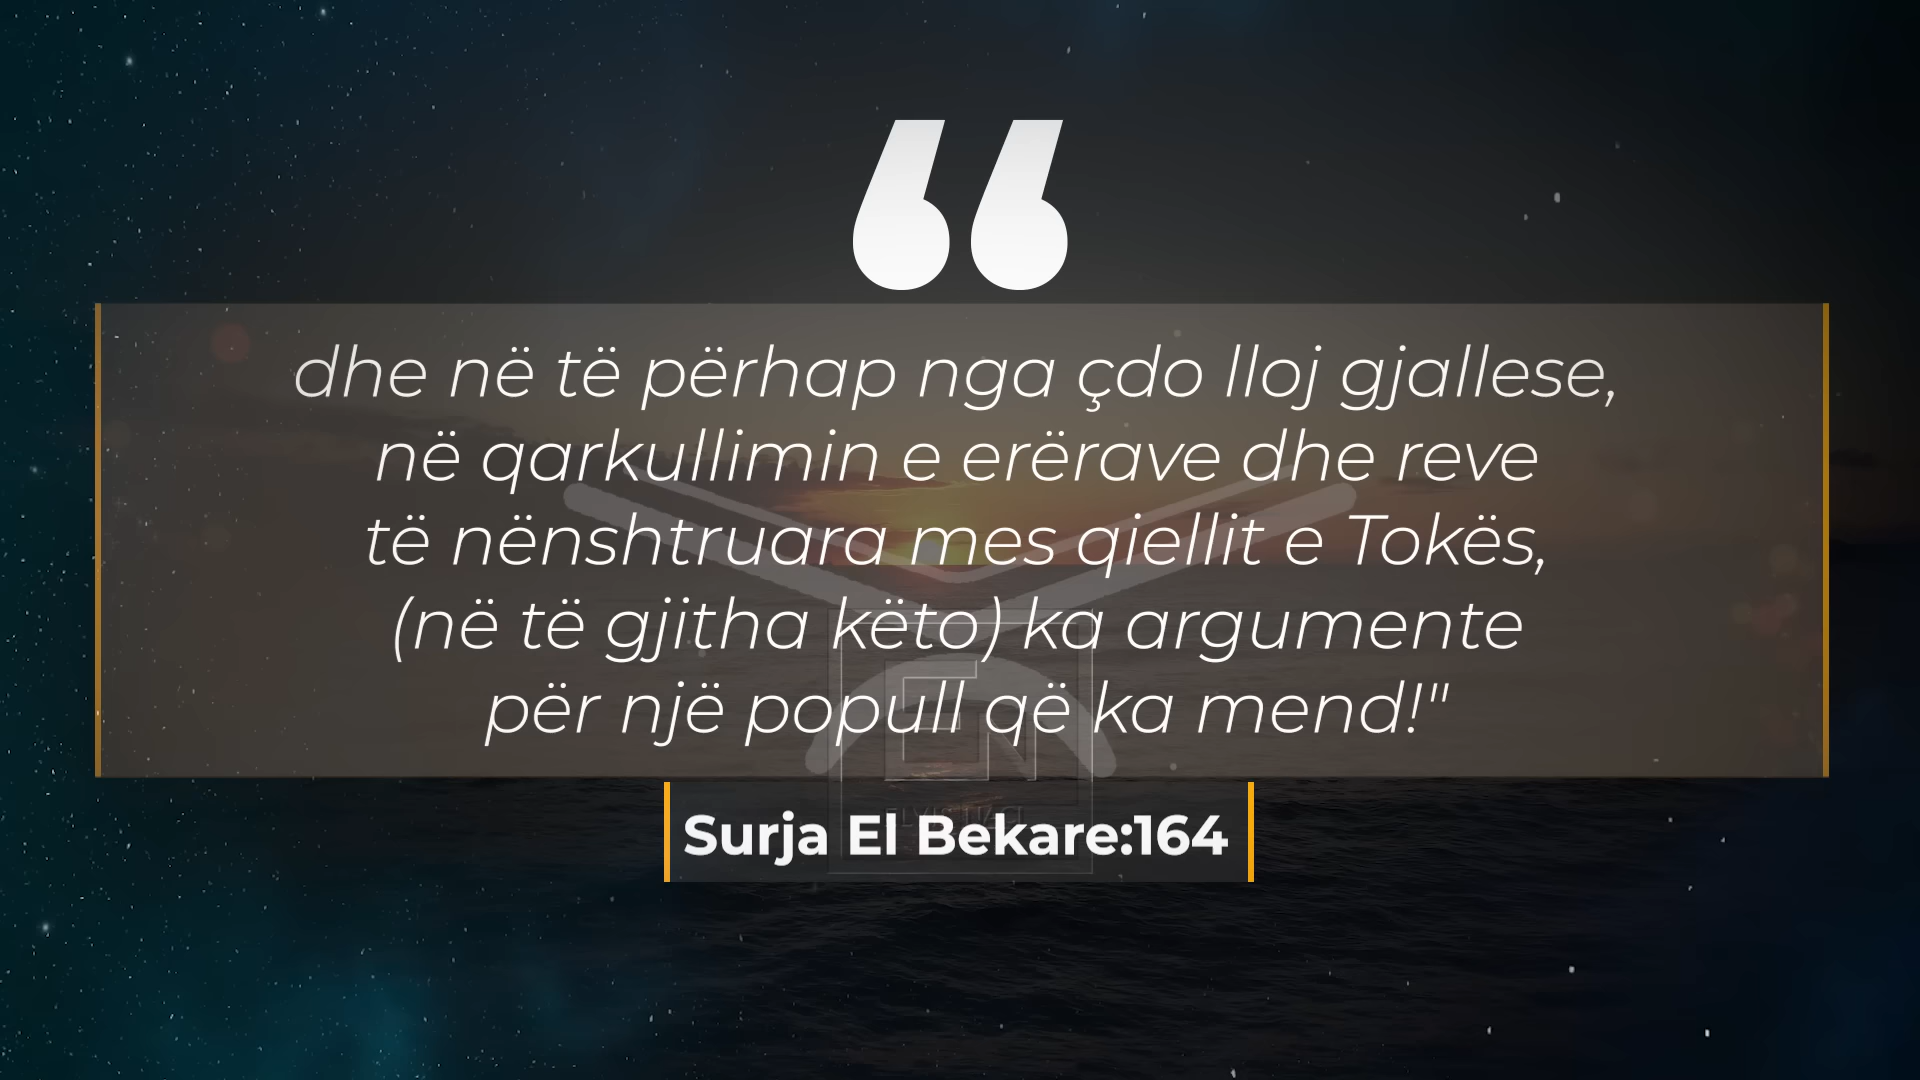 “
dhe në të përhap nga çdo lloj gjallese,
në qarkullimin e erërave dhe reve
të nënshtruara mes qiellit e Tokës,
(në të gjitha këto) ka argumente
për një popull që ka mend!"
Surja El Bekare:164